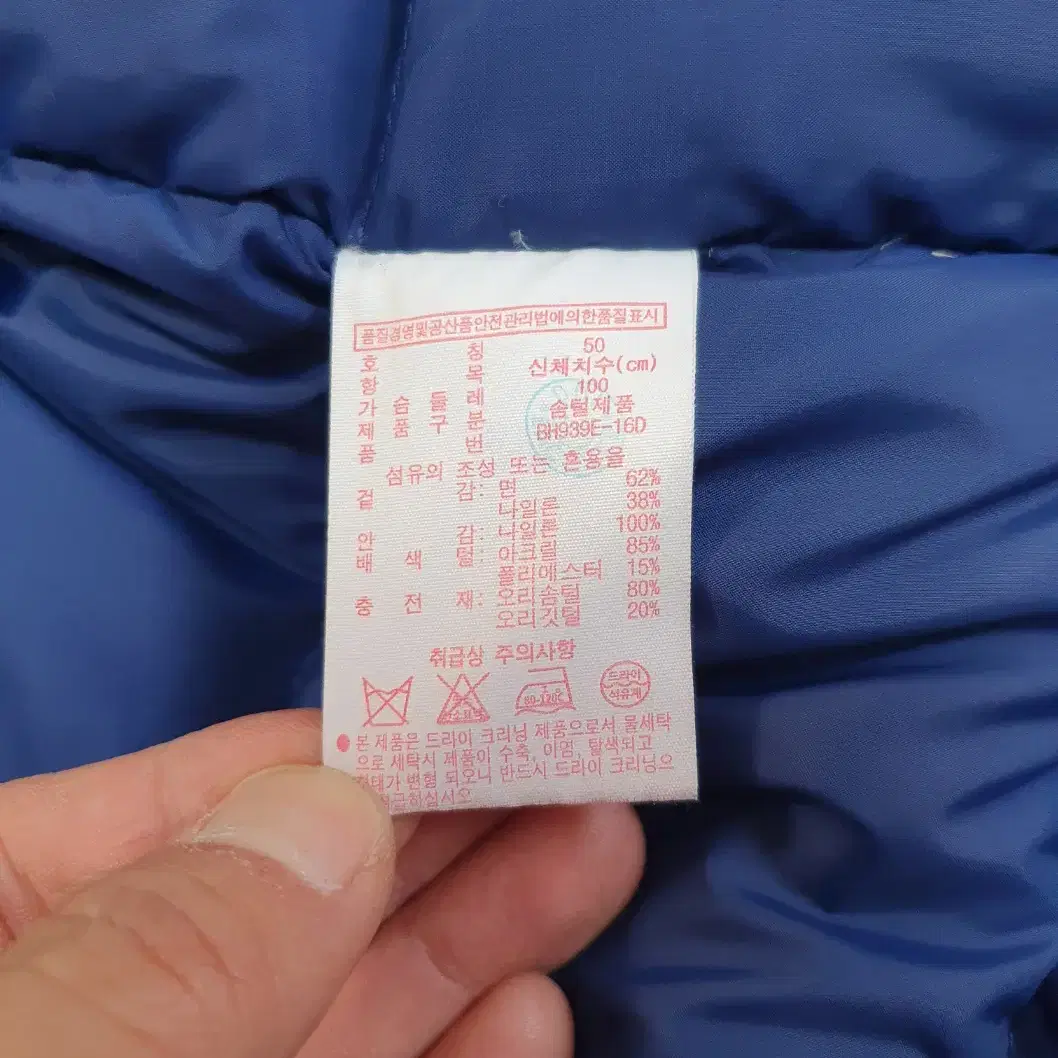 품질경영및공산품안전관리법에의한품질표시
호 칭 50
항 목 신체치수(cm)
가 슴 둘 레 100
제 품 구 분 솜털제품
품 번 BH939E-16D
섬유의 조성 또는 혼용율
겉 감: 면 62%
나일론 38%
안 감: 나일론 100%
배 색 털: 아크릴 85%
폴리에스터 15%
충 전 재: 오리솜털 80%
오리깃털 20%
취급상 주의사항
80-120℃
드라이
석유계
본 제품은 드라이 크리닝 제품으로서 물세탁
으로 세탁시 제품이 수축, 이염, 탈색되고
변형 되오니 반드시 드라이 크리닝으